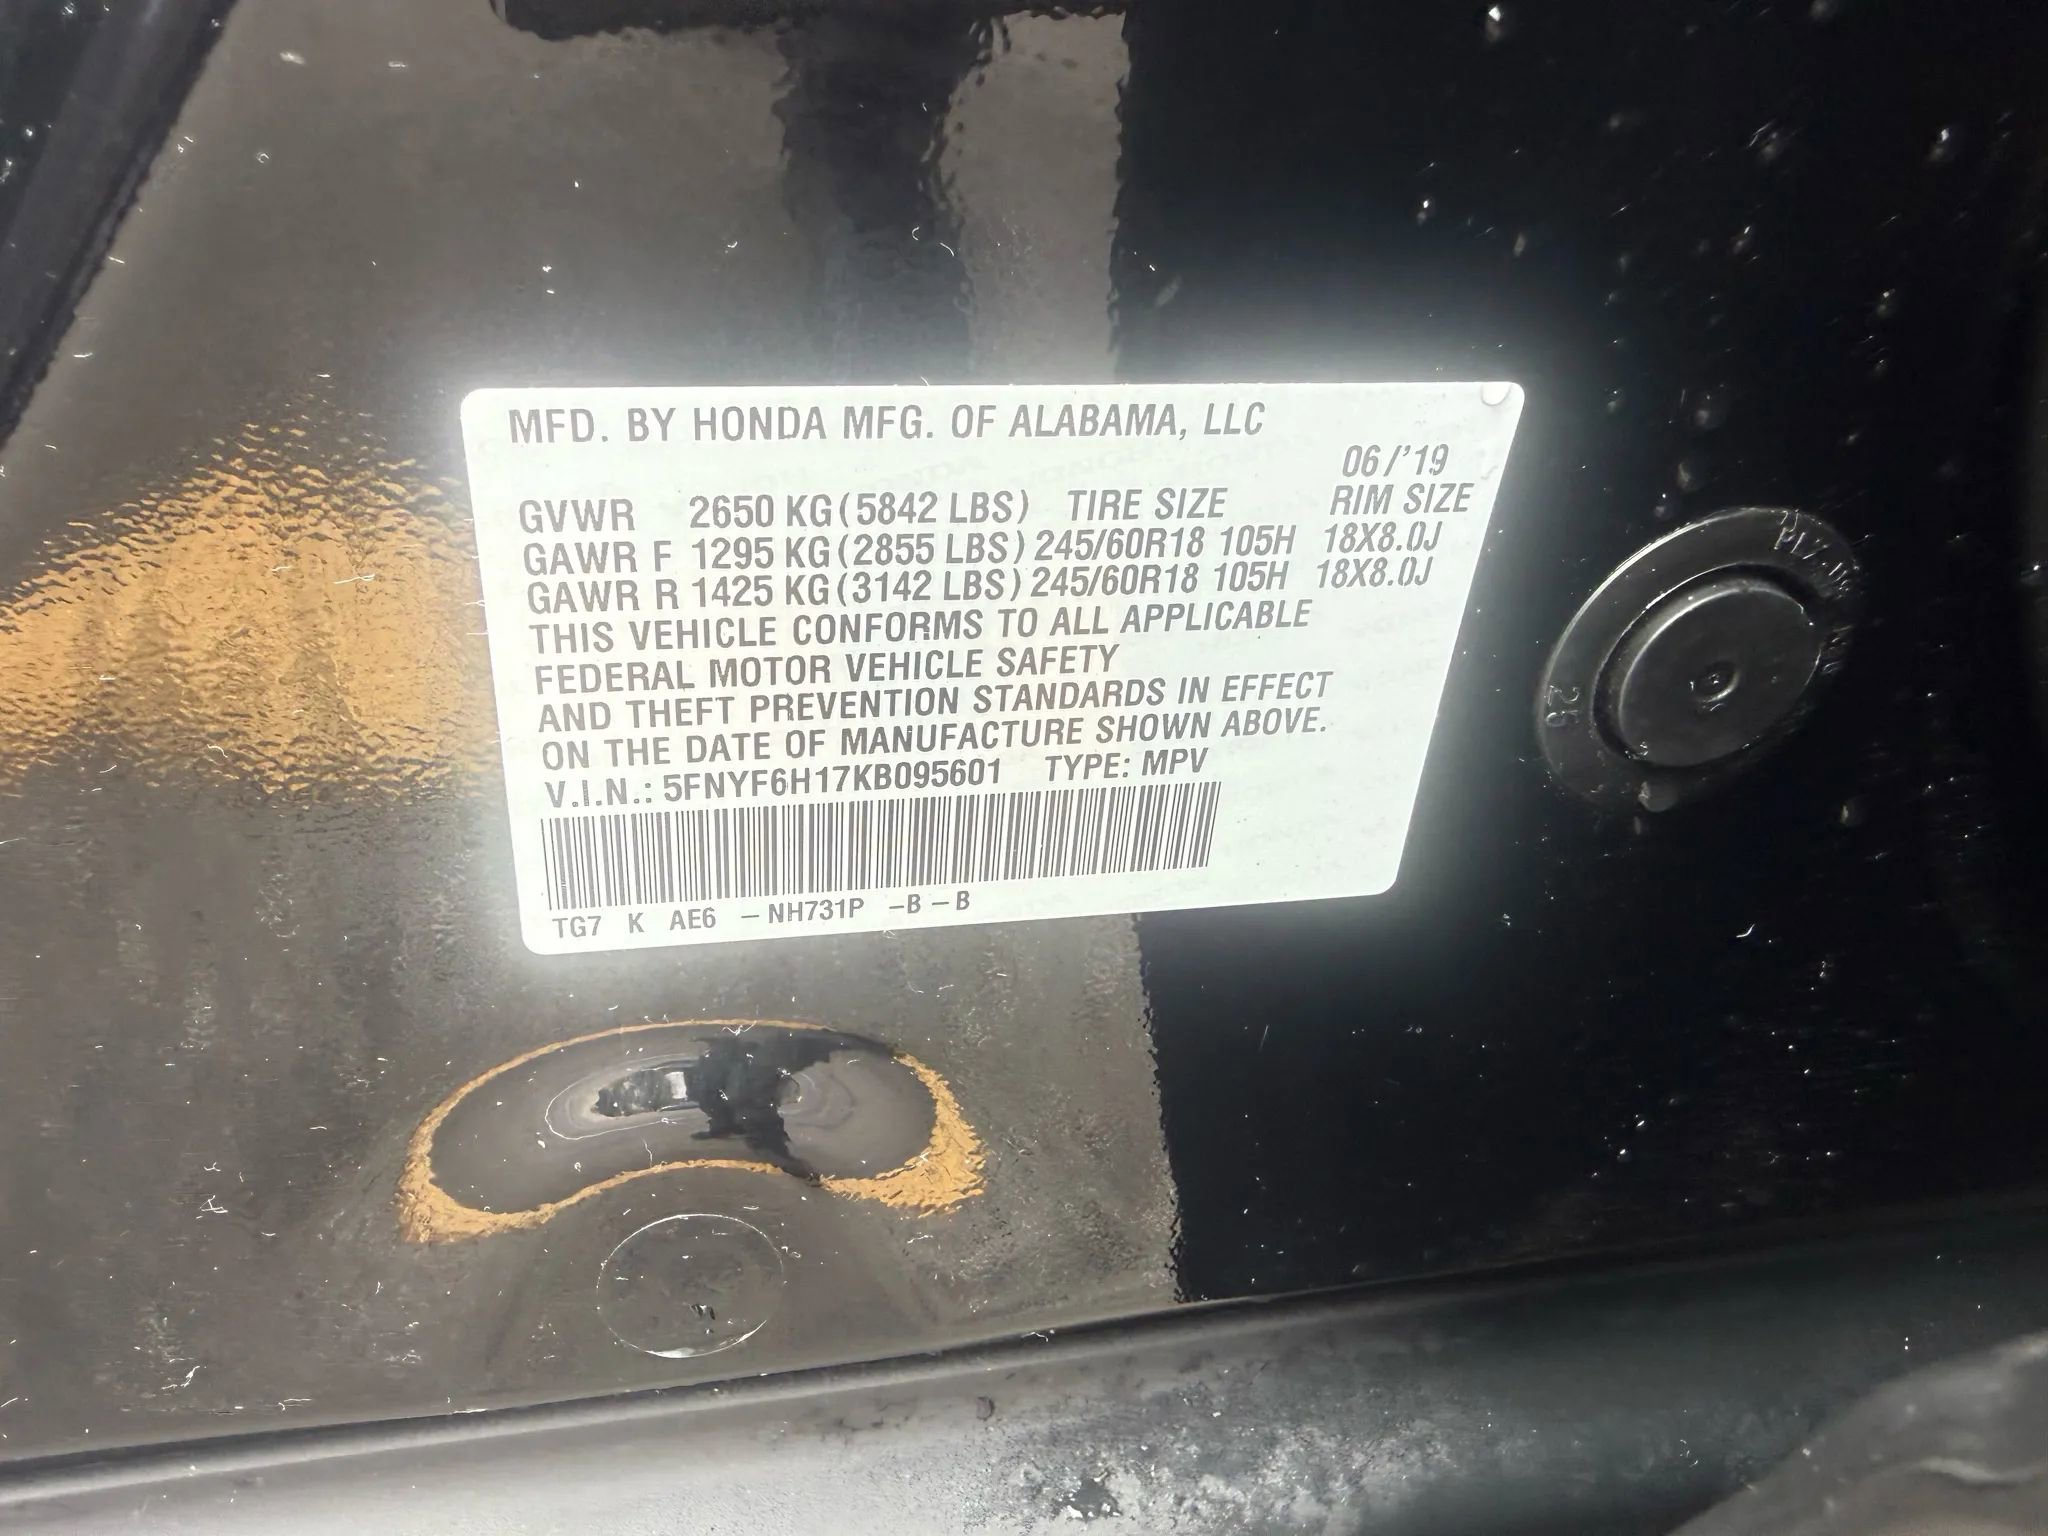 MFD. BY HONDA MFG. OF ALABAMA, LLC
06/'19
GVWR 2650 KG (5842 LBS) TIRE SIZE RIM SIZE
GAWR F 1295 KG (2855 LBS) 245/60R18 105H 18X8.0J
GAWR R 1425 KG (3142 LBS) 245/60R18 105H 18X8.0J
THIS VEHICLE CONFORMS TO ALL APPLICABLE
FEDERAL MOTOR VEHICLE SAFETY
AND THEFT PREVENTION STANDARDS IN EFFECT
ON THE DATE OF MANUFACTURE SHOWN ABOVE.
V.I.N.: 5FNYF6H17KB095601 TYPE: MPV
TG7 K AE6 – NH731P –B – B
26